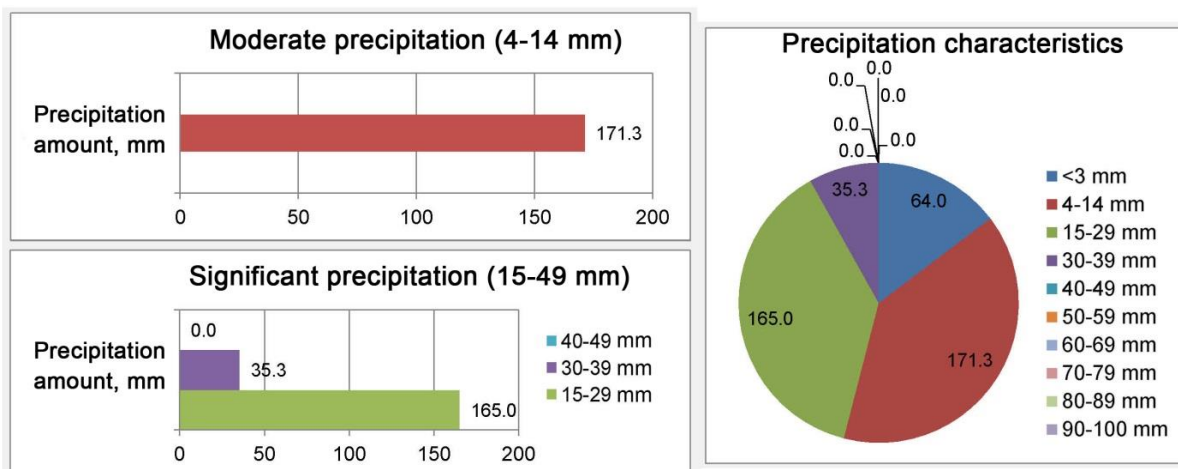 Moderate precipitation (4-14 mm)
Precipitation
amount, mm
171.3
0 50 100 150 200
Significant precipitation (15-49 mm)
Precipitation
amount, mm
0.0
35.3
165.0
40-49 mm
30-39 mm
15-29 mm
0 50 100 150 200
Precipitation characteristics
0.0
0.0
0.0
0.0
0.0
0.0
35.3
64.0
165.0
171.3
<3 mm
4-14 mm
15-29 mm
30-39 mm
40-49 mm
50-59 mm
60-69 mm
70-79 mm
80-89 mm
90-100 mm